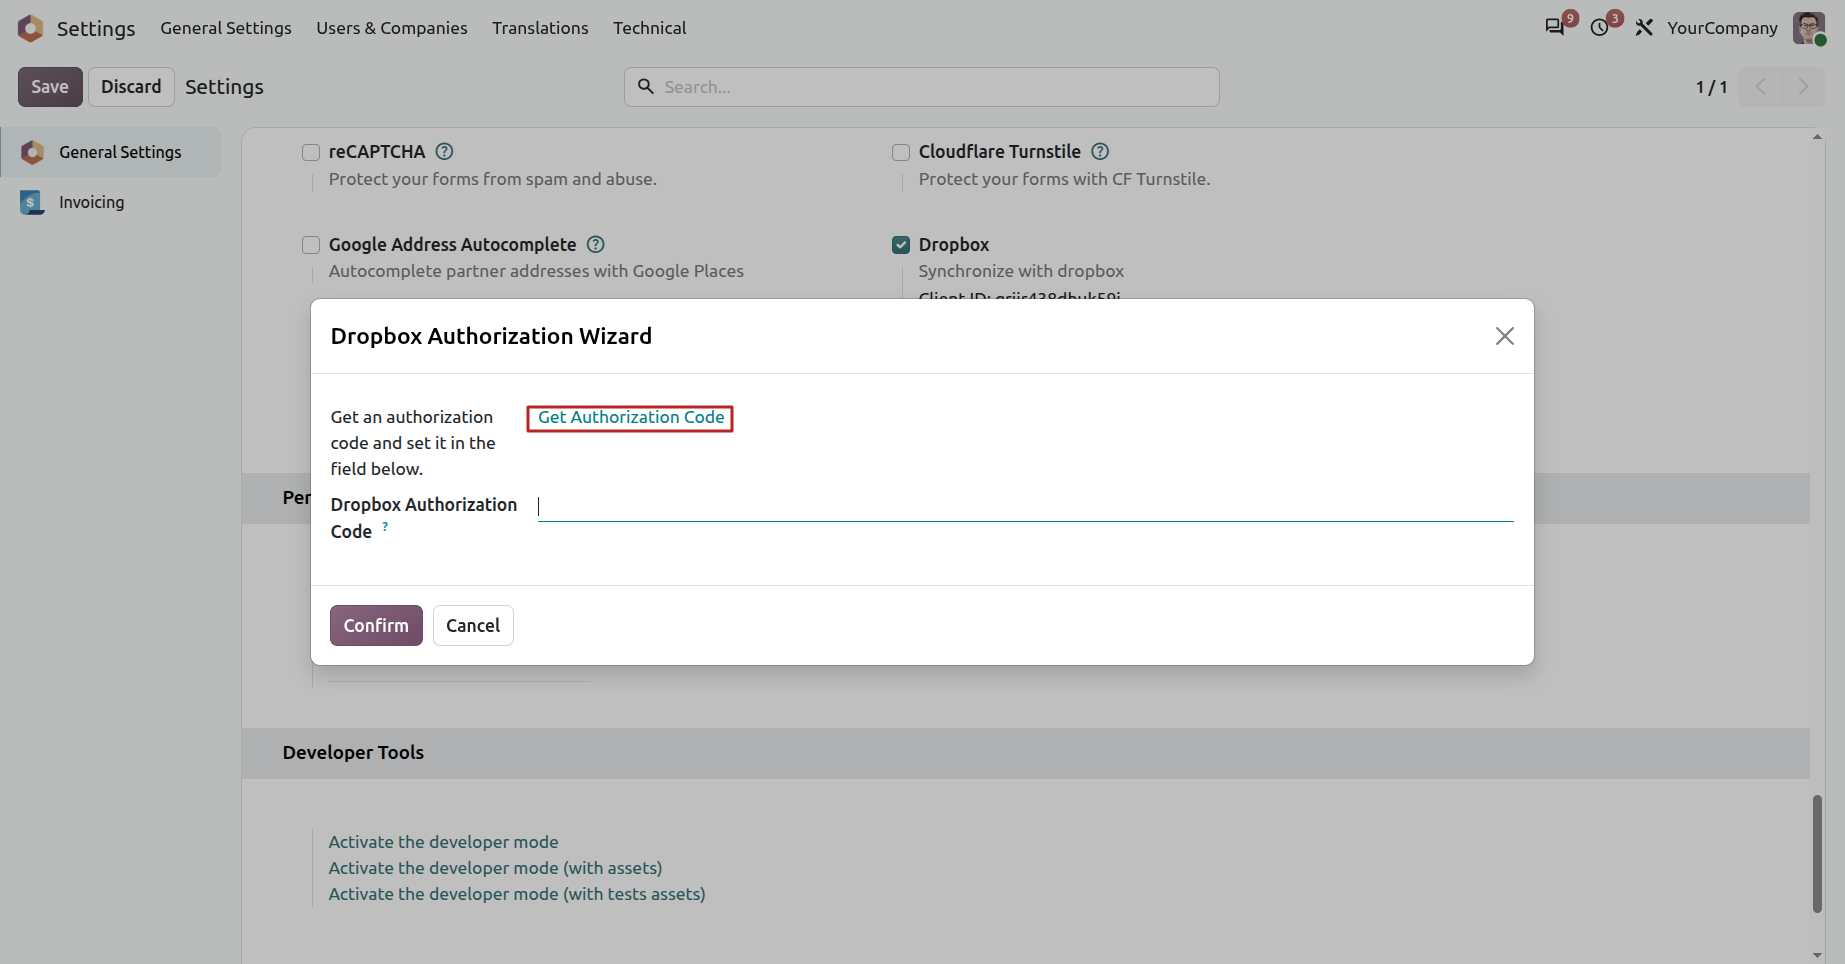 Settings General Settings Users & Companies Translations Technical 9 3 YourCompany
Save Discard Settings Search... 1 / 1
General Settings
Invoicing
reCAPTCHA ? Cloudflare Turnstile ?
Protect your forms from spam and abuse. Protect your forms with CF Turnstile.
Google Address Autocomplete ? Dropbox
Autocomplete partner addresses with Google Places Synchronize with dropbox
Client ID:
Dropbox Authorization Wizard
Get an authorization
code and set it in the
field below.
Get Authorization Code
Per
Dropbox Authorization
Code ?
Confirm Cancel
Developer Tools
Activate the developer mode
Activate the developer mode (with assets)
Activate the developer mode (with tests assets)